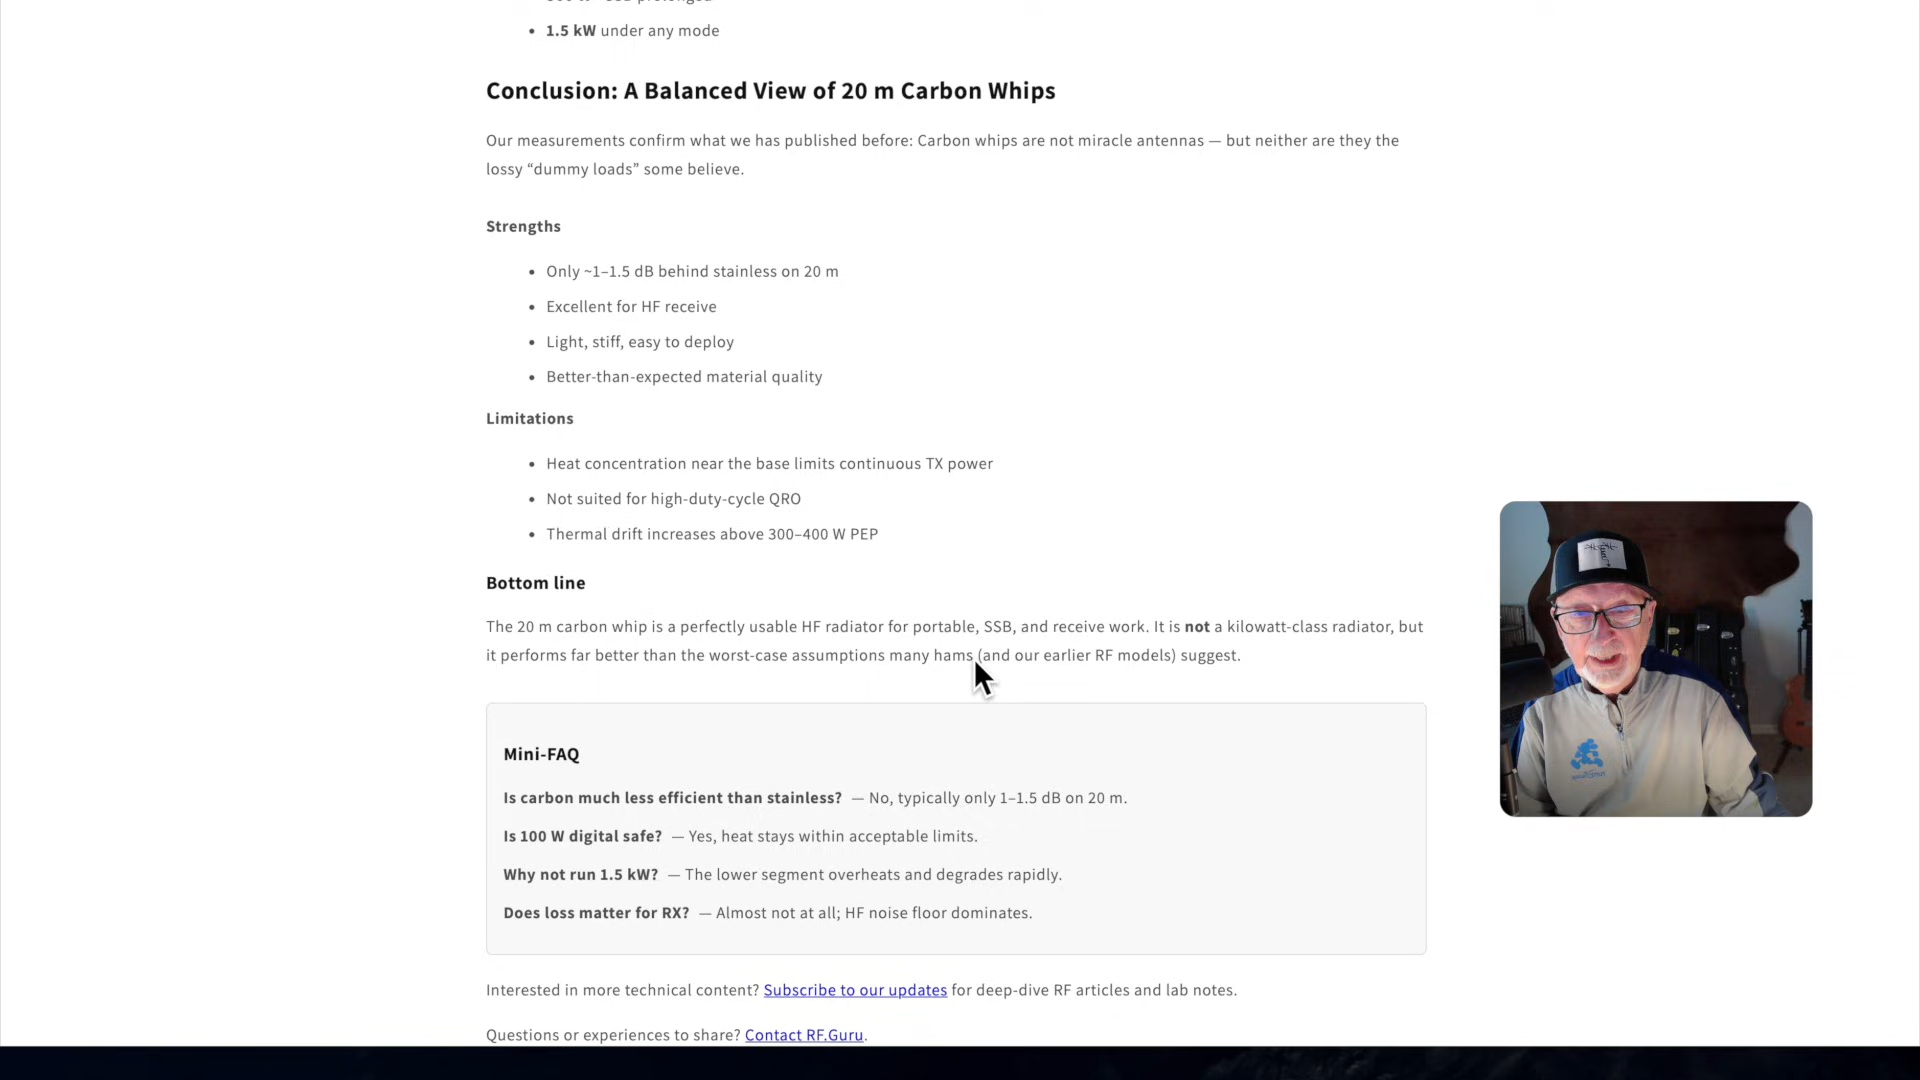 1.5 kW under any mode
Conclusion: A Balanced View of 20 m Carbon Whips
Our measurements confirm what we has published before: Carbon whips are not miracle antennas — but neither are they the
lossy “dummy loads” some believe.
Strengths
Only ~1–1.5 dB behind stainless on 20 m
Excellent for HF receive
Light, stiff, easy to deploy
Better-than-expected material quality
Limitations
Heat concentration near the base limits continuous TX power
Not suited for high-duty-cycle QRO
Thermal drift increases above 300–400 W PEP
Bottom line
The 20 m carbon whip is a perfectly usable HF radiator for portable, SSB, and receive work. It is not a kilowatt-class radiator, but
it performs far better than the worst-case assumptions many hams (and our earlier RF models) suggest.
Mini-FAQ
Is carbon much less efficient than stainless? — No, typically only 1–1.5 dB on 20 m.
Is 100 W digital safe? — Yes, heat stays within acceptable limits.
Why not run 1.5 kW? — The lower segment overheats and degrades rapidly.
Does loss matter for RX? — Almost not at all; HF noise floor dominates.
Interested in more technical content? Subscribe to our updates for deep-dive RF articles and lab notes.
Questions or experiences to share? Contact RF.Guru.